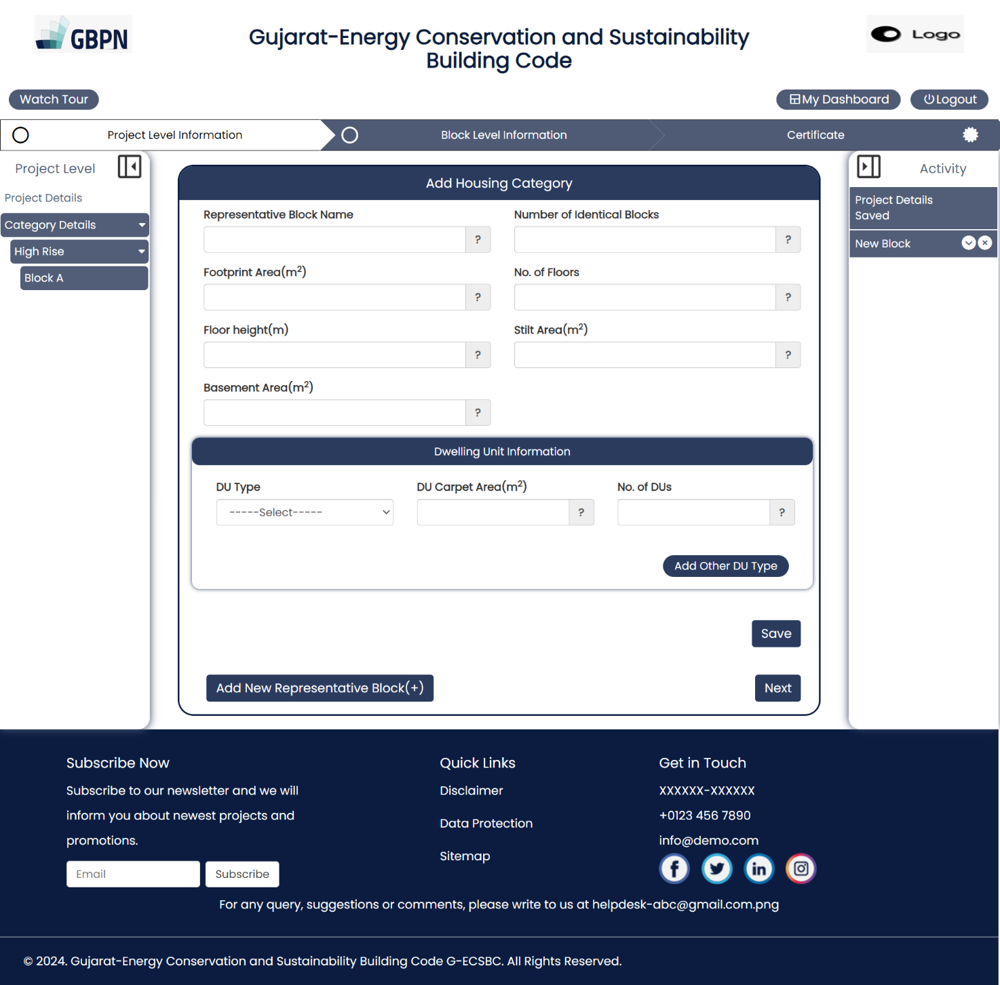 GBPN
Gujarat-Energy Conservation and Sustainability
Building Code
Logo
Watch Tour
My Dashboard
Logout
Project Level Information
Block Level Information
Certificate
Project Level
Project Details
Category Details
High Rise
Block A
Add Housing Category
Representative Block Name
Number of Identical Blocks
?
?
Footprint Area(m²)
No. of Floors
?
?
Floor height(m)
Stilt Area(m²)
?
?
Basement Area(m²)
?
Dwelling Unit Information
DU Type
DU Carpet Area(m²)
No. of DUs
-----Select-----
?
?
Add Other DU Type
Save
Add New Representative Block(+)
Next
Activity
Project Details
Saved
New Block
Subscribe Now
Subscribe to our newsletter and we will
inform you about newest projects and
promotions.
Email
Subscribe
Quick Links
Disclaimer
Data Protection
Sitemap
Get in Touch
XXXXXX-XXXXXX
+0123 456 7890
info@demo.com
For any query, suggestions or comments, please write to us at helpdesk-abc@gmail.com.png
© 2024. Gujarat-Energy Conservation and Sustainability Building Code G-ECSBC. All Rights Reserved.